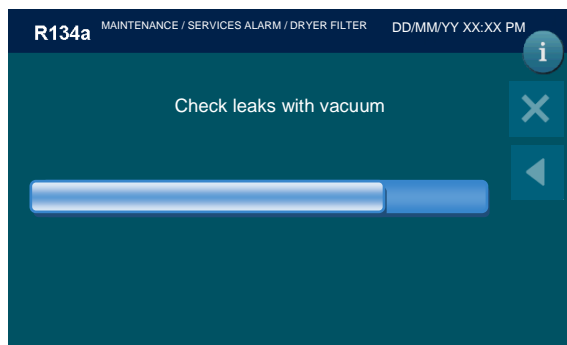 R134a MAINTENANCE / SERVICES ALARM / DRYER FILTER DD/MM/YY XX:XX PM
i
Check leaks with vacuum